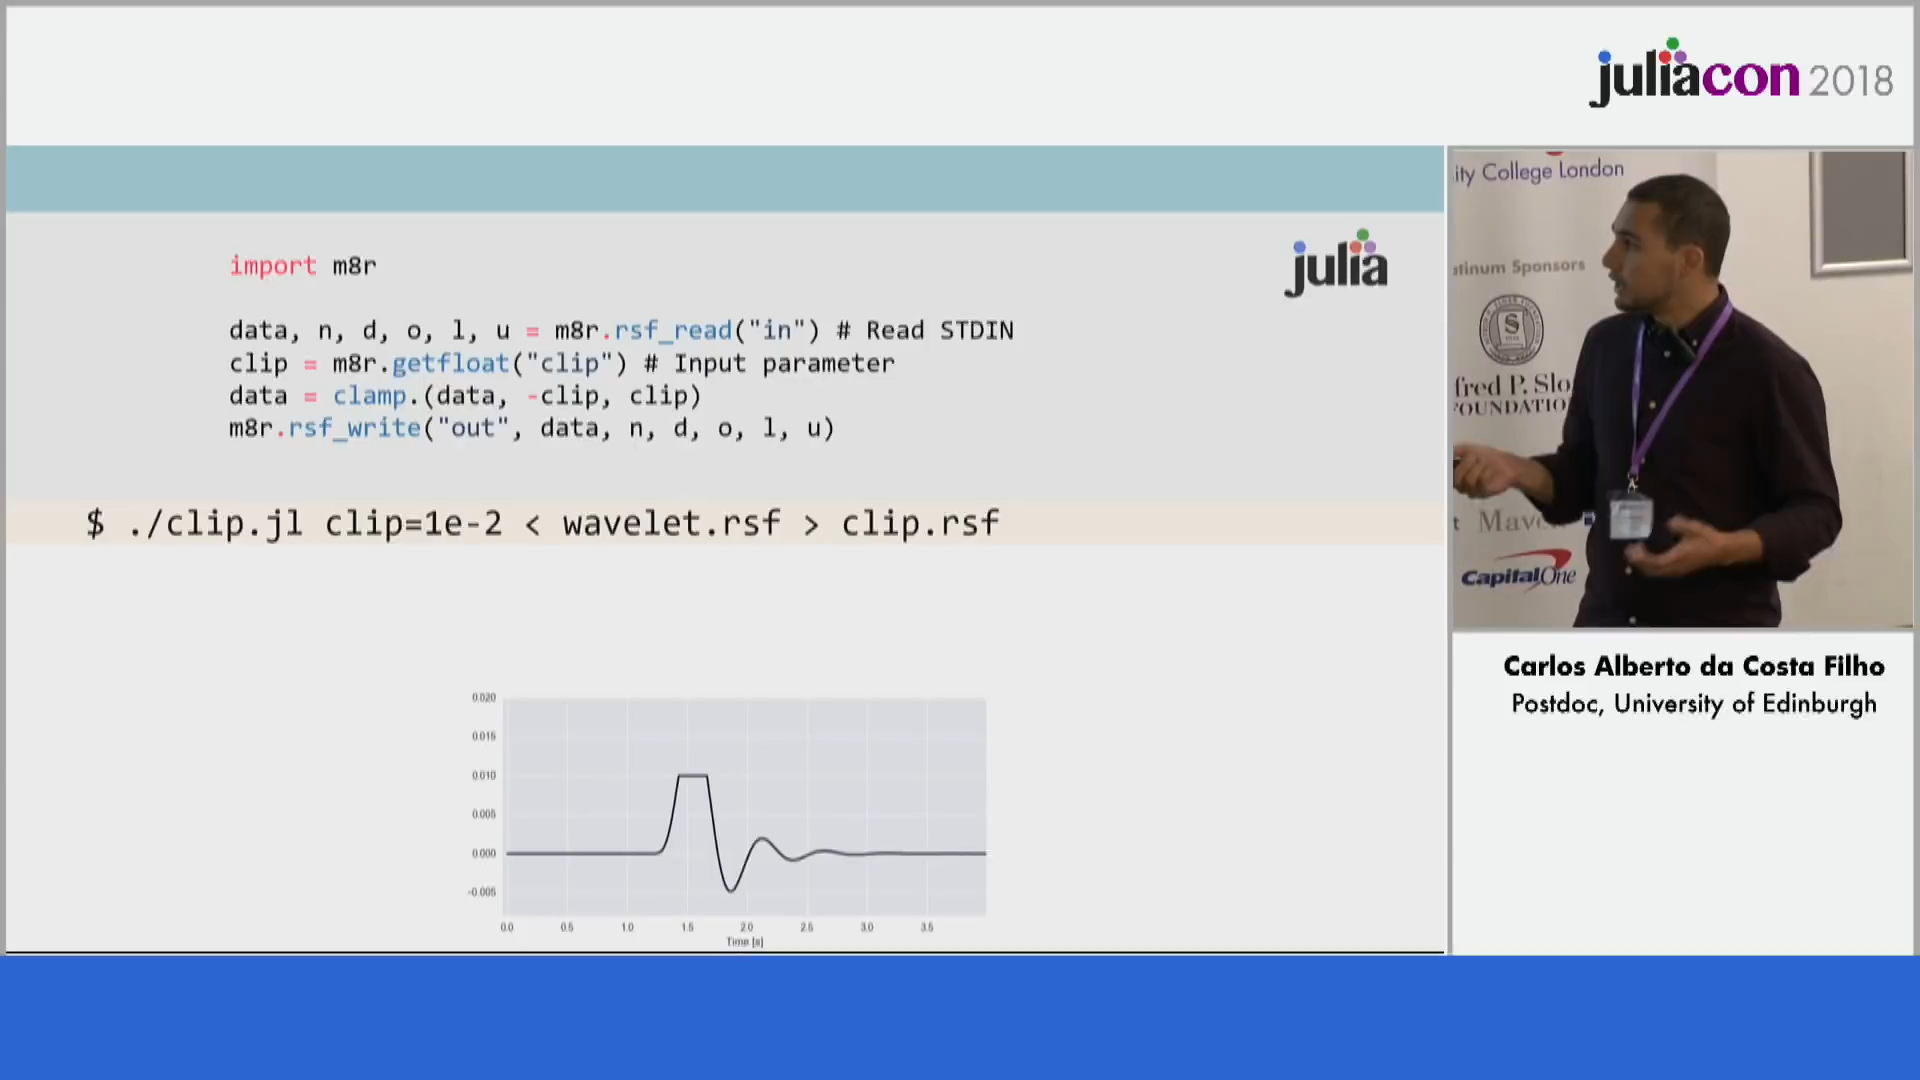 juliacon 2018
import m8r
julia
data, n, d, o, l, u = m8r.rsf_read("in") # Read STDIN
clip = m8r.getfloat("clip") # Input parameter
data = clamp.(data, -clip, clip)
m8r.rsf_write("out", data, n, d, o, l, u)
$ ./clip.jl clip=1e-2 < wavelet.rsf > clip.rsf
0.020
0.015
0.010
0.005
0.000
-0.005
0.0 0.5 1.0 1.5 2.0 2.5 3.0 3.5
Time [s]
ity College London
atinum Sponsors
fred P. Slo
FOUNDATIO
CapitalOne
Carlos Alberto da Costa Filho
Postdoc, University of Edinburgh